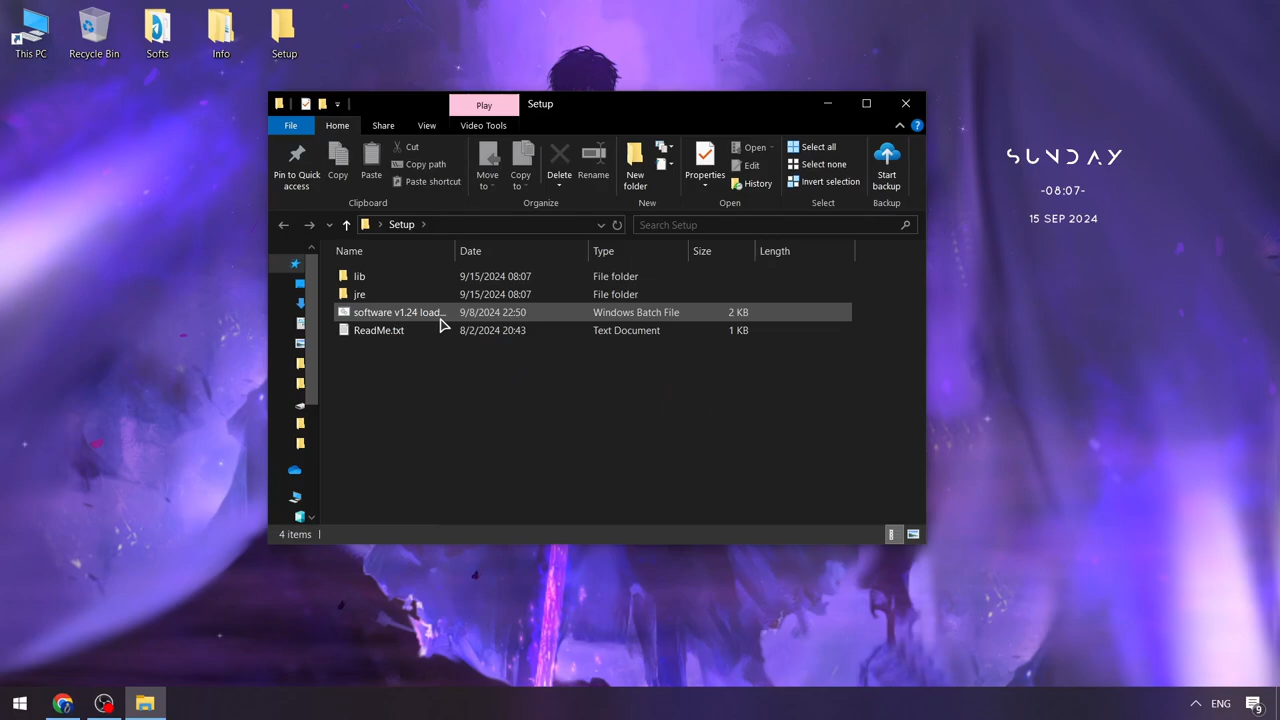 This PC
Recycle Bin
Softs
Info
Setup
Play
Setup
File
Home
Share
View
Video Tools
Pin to Quick access
Copy
Paste
Cut
Copy path
Paste shortcut
Move to
Copy to
Delete
Rename
New folder
Properties
Open
Edit
History
Select all
Select none
Invert selection
Start backup
Clipboard
Organize
New
Open
Select
Backup
Setup
Search Setup
Name
Date
Type
Size
Length
lib 9/15/2024 08:07 File folder
jre 9/15/2024 08:07 File folder
software v1.24 load... 9/8/2024 22:50 Windows Batch File 2 KB
ReadMe.txt 8/2/2024 20:43 Text Document 1 KB
4 items
SUNDAY
-08:07-
15 SEP 2024
ENG
9